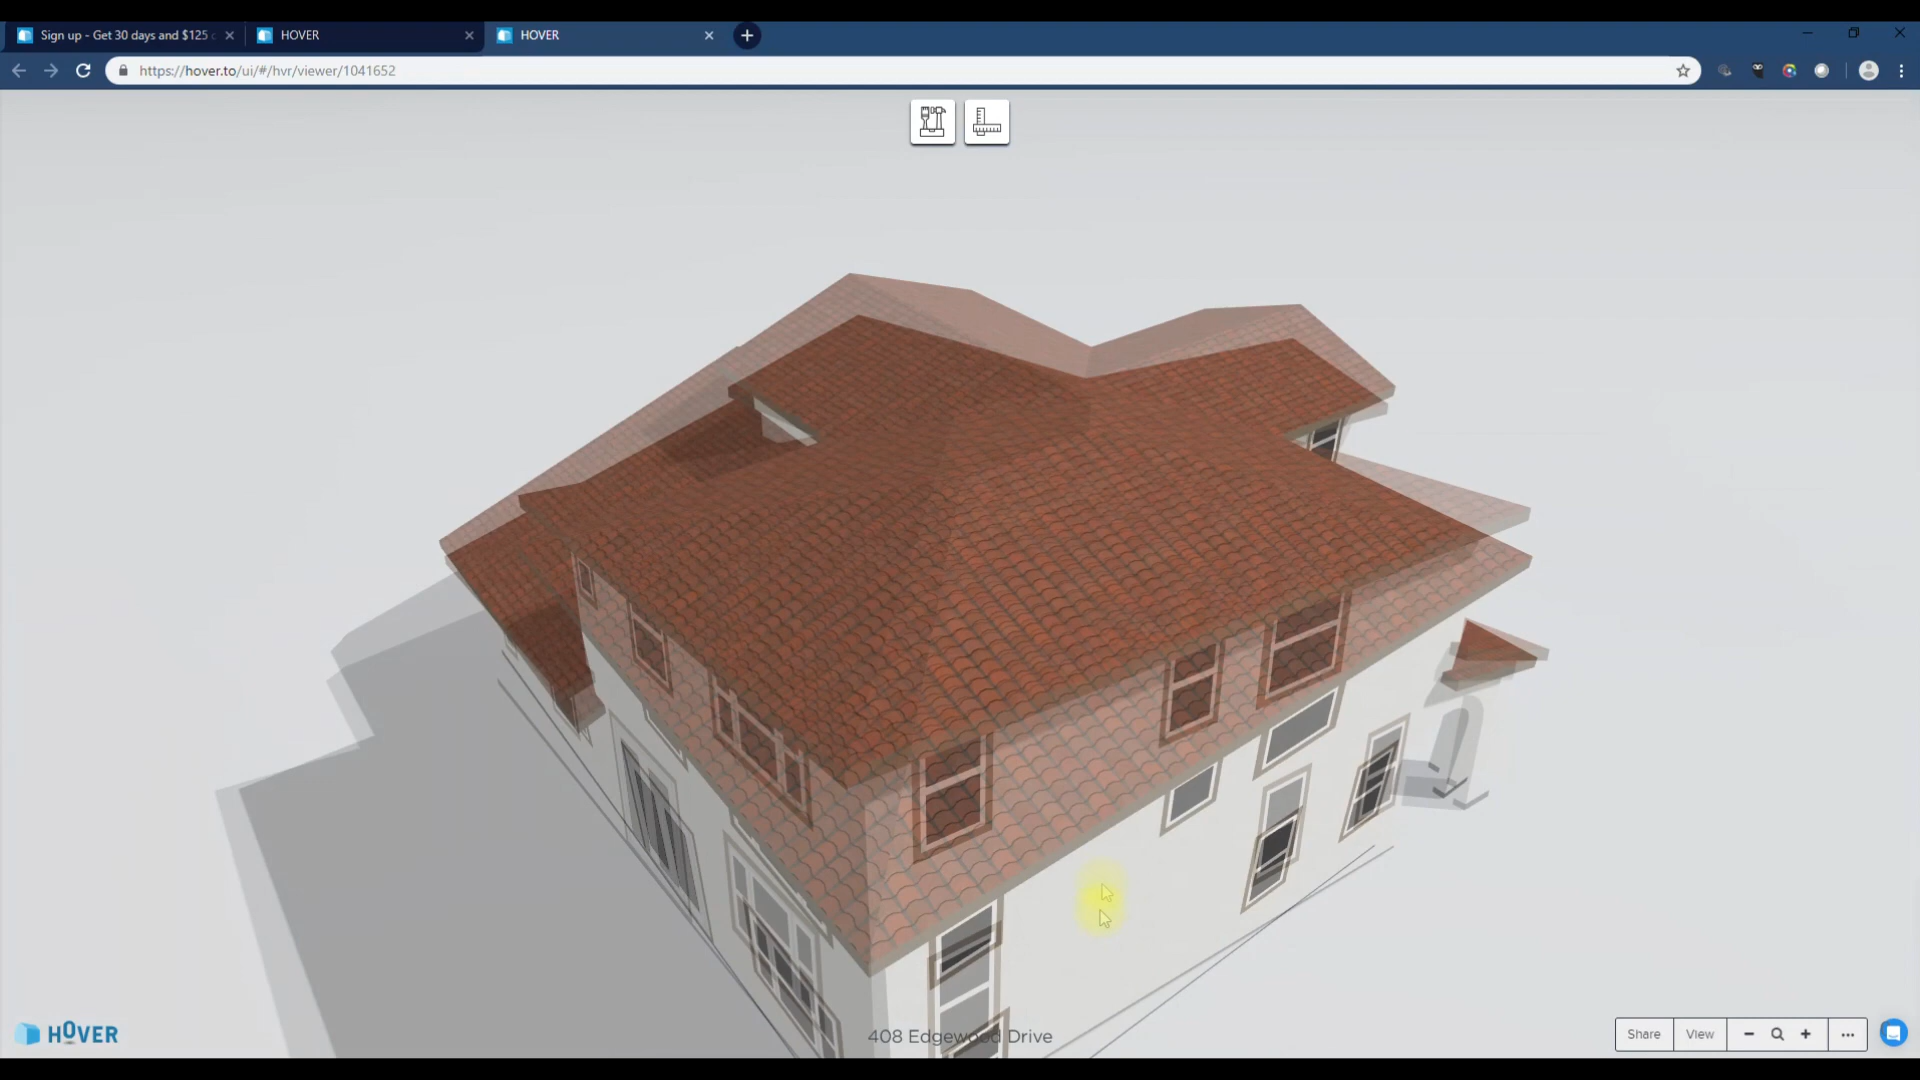 Sign up - Get 30 days and $125
HOVER
HOVER
https://hover.to/ui/#/hvr/viewer/1041652
HOVER
408 Edgewood Drive
Share
View